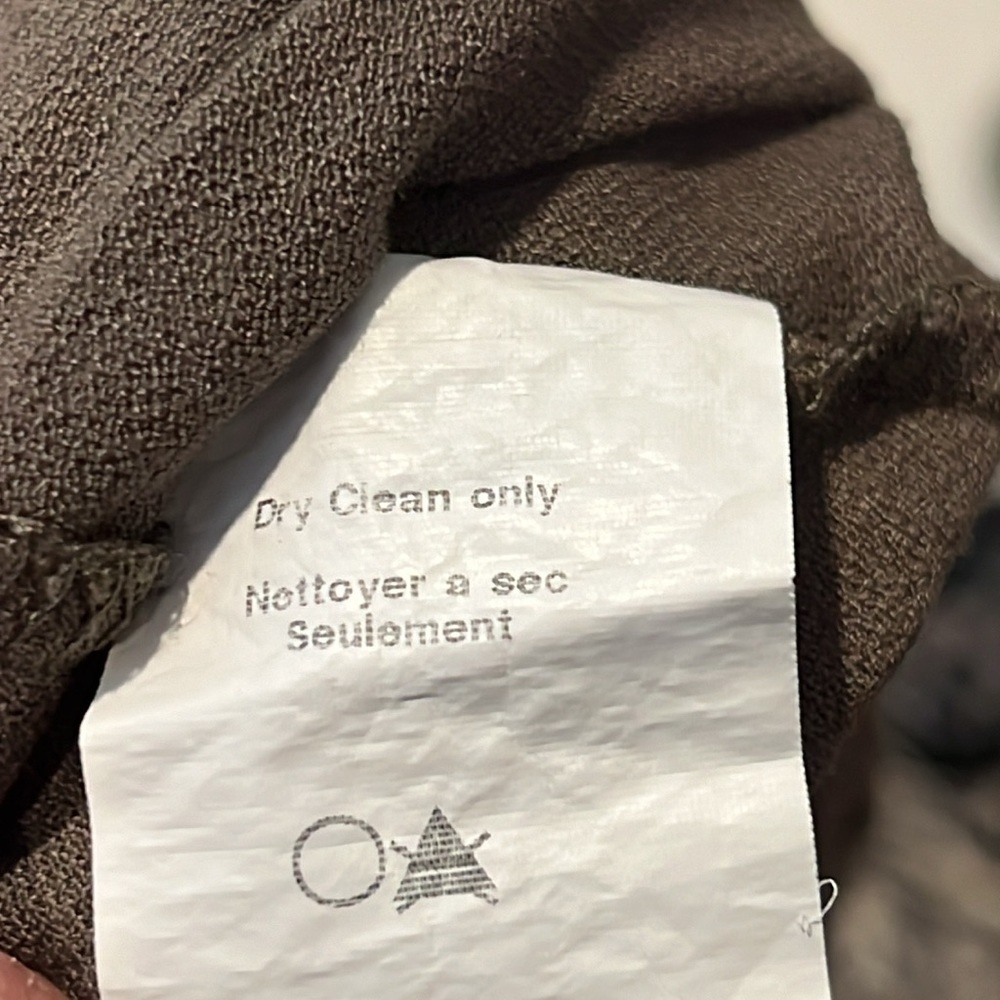 Dry Clean only
Nettoyer a sec
Seulement